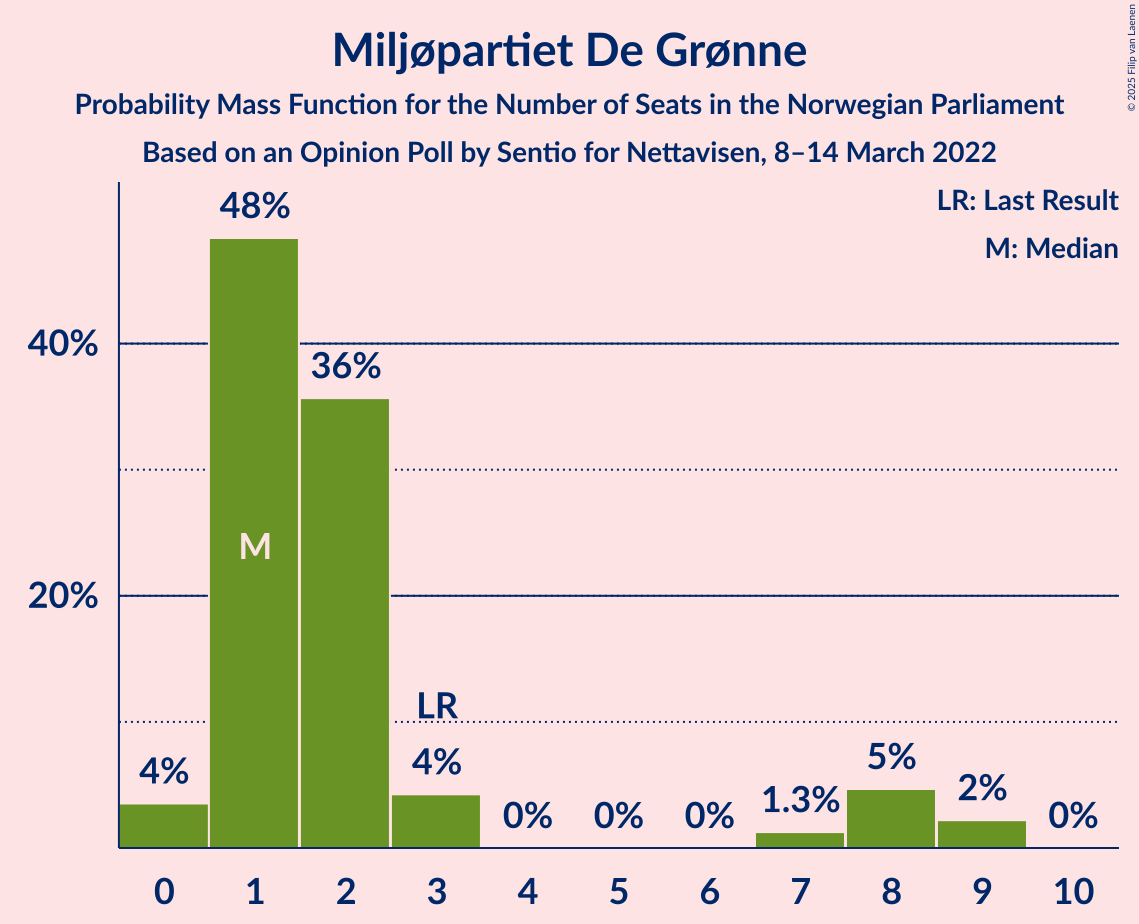 Miljøpartiet De Grønne
Probability Mass Function for the Number of Seats in the Norwegian Parliament
Based on an Opinion Poll by Sentio for Nettavisen, 8–14 March 2022
© 2025 Filip van Laenen
LR: Last Result
M: Median
48%
40%
36%
M
20%
LR
4%
4%
0%
0%
0%
1.3%
5%
2%
0%
0 1 2 3 4 5 6 7 8 9 10